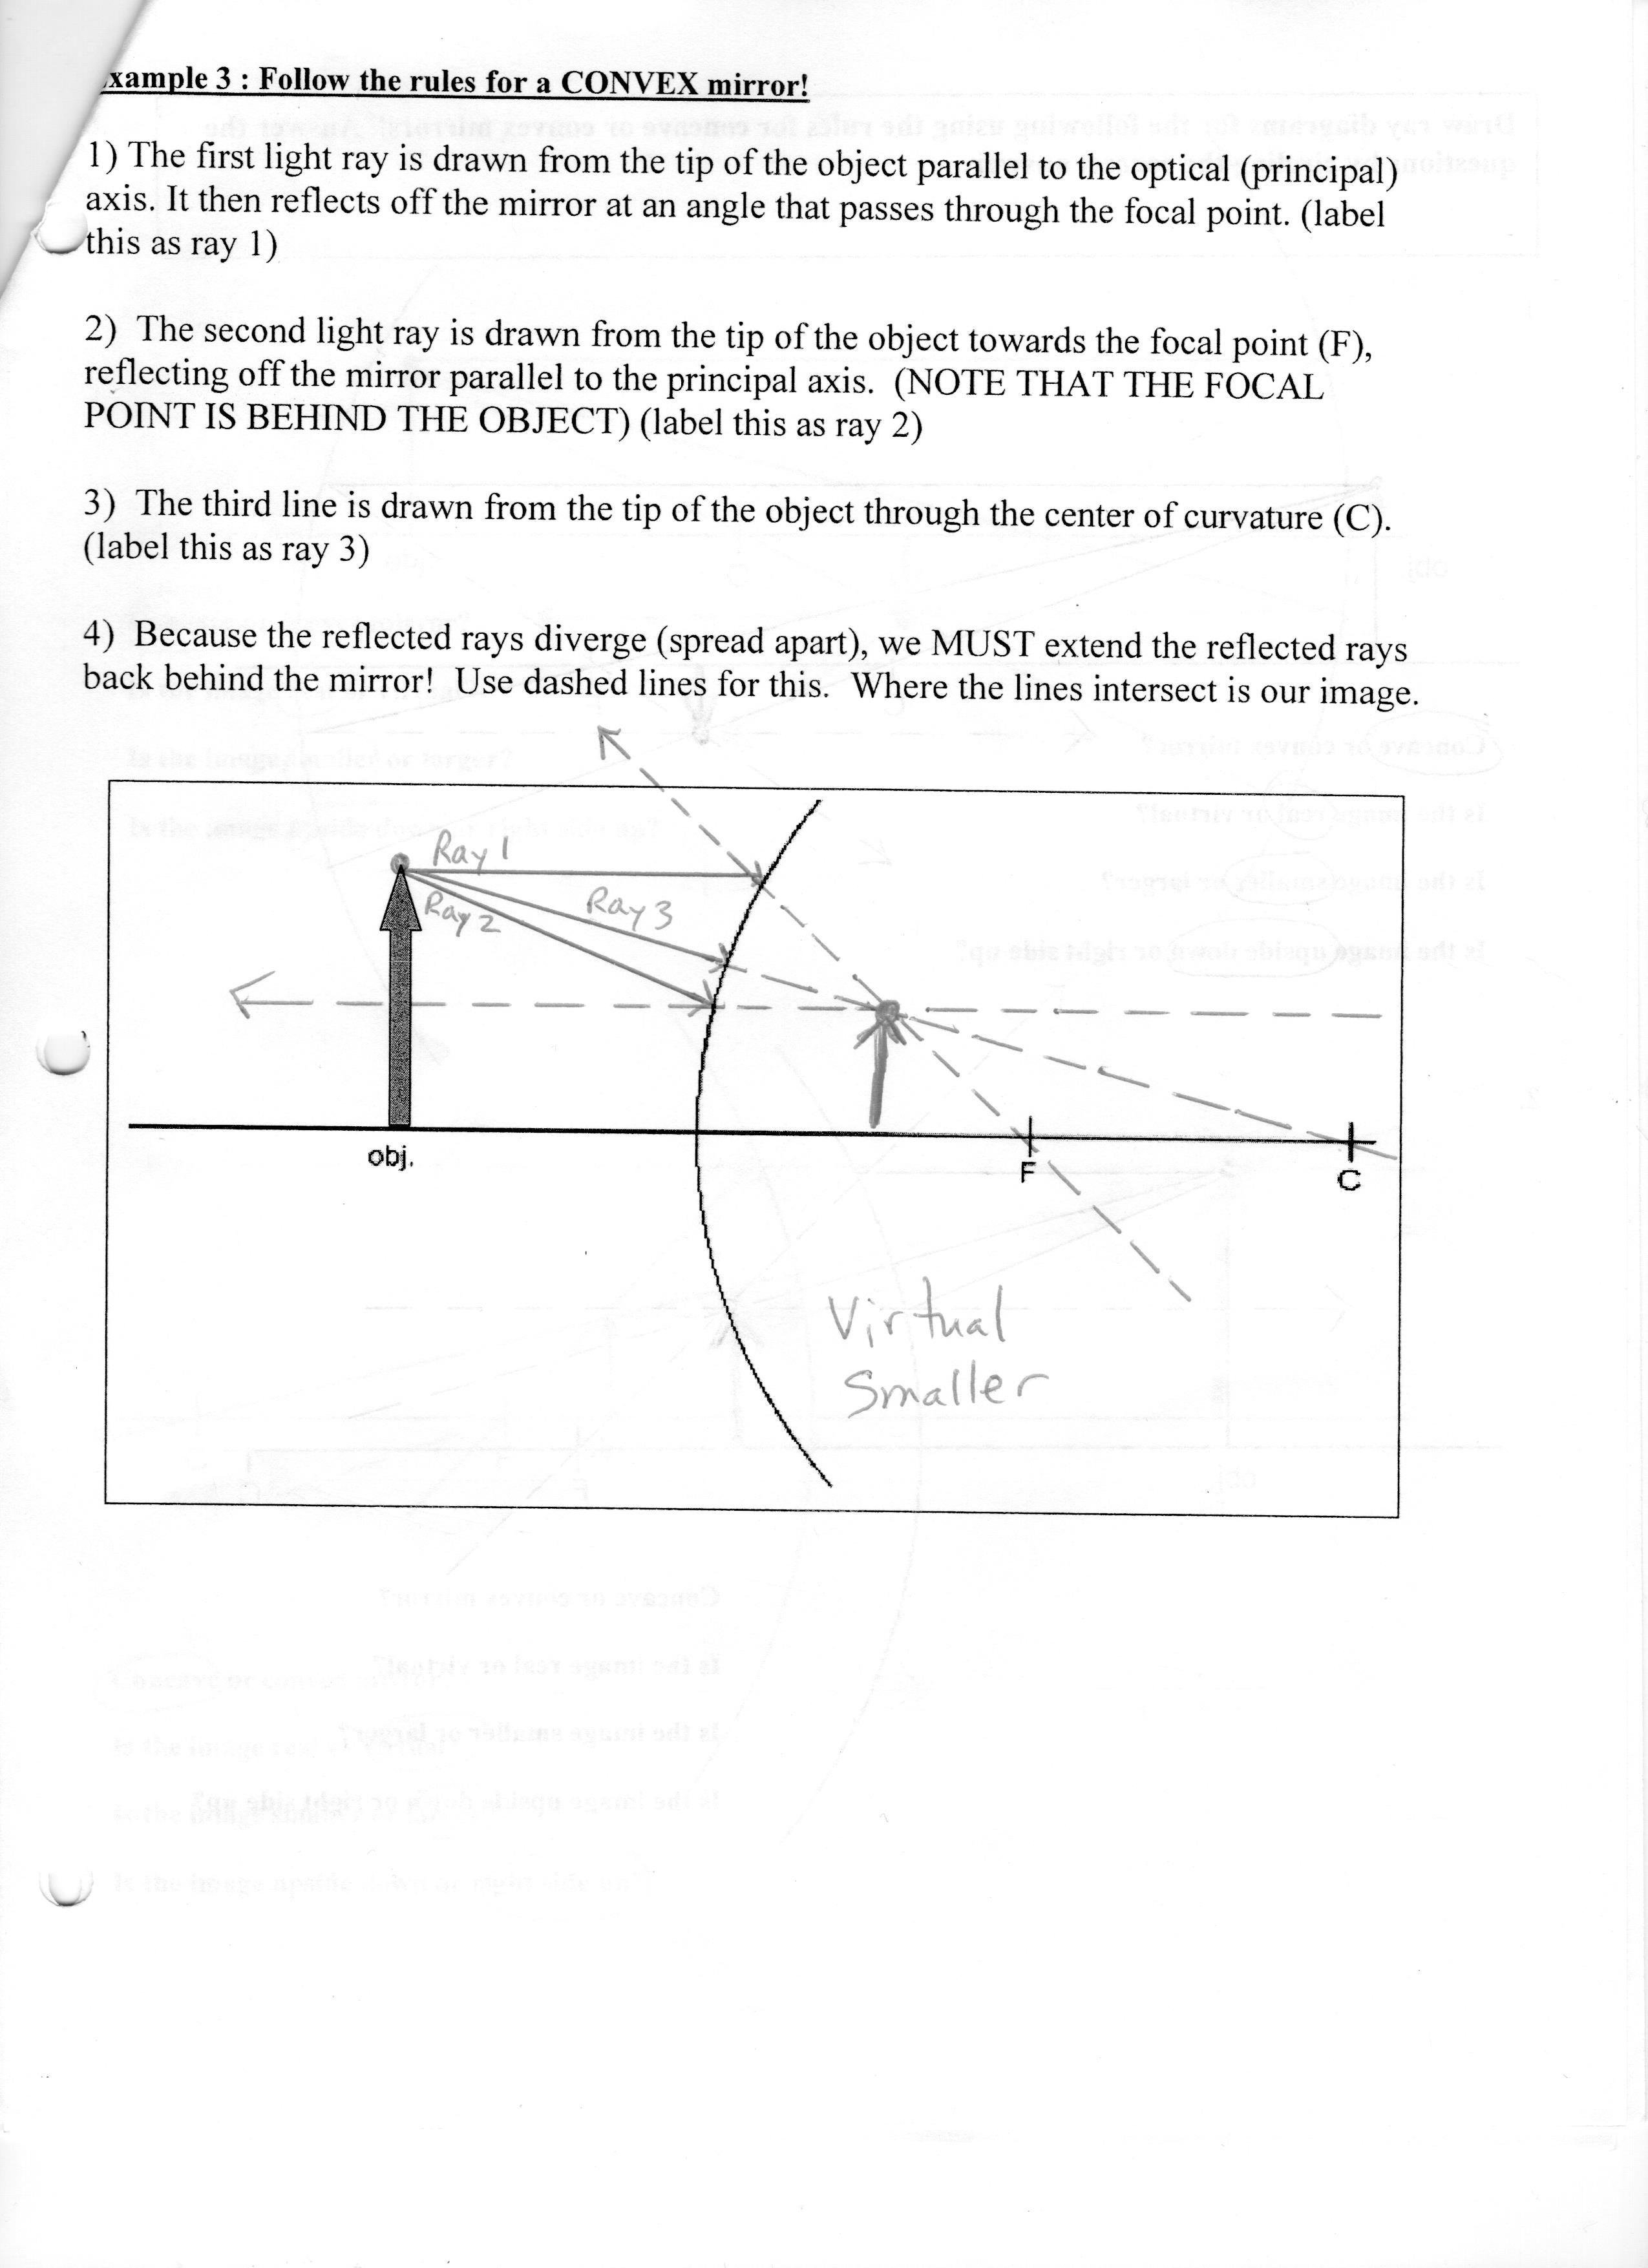 xample 3 : Follow the rules for a CONVEX mirror!
1) The first light ray is drawn from the tip of the object parallel to the optical (principal)
axis. It then reflects off the mirror at an angle that passes through the focal point. (label
this as ray 1)
2) The second light ray is drawn from the tip of the object towards the focal point (F),
reflecting off the mirror parallel to the principal axis. (NOTE THAT THE FOCAL
POINT IS BEHIND THE OBJECT) (label this as ray 2)
3) The third line is drawn from the tip of the object through the center of curvature (C).
(label this as ray 3)
4) Because the reflected rays diverge (spread apart), we MUST extend the reflected rays
back behind the mirror! Use dashed lines for this. Where the lines intersect is our image.
Ray 1
Ray 2
Ray 3
obj.
F
C
Virtual
Smaller